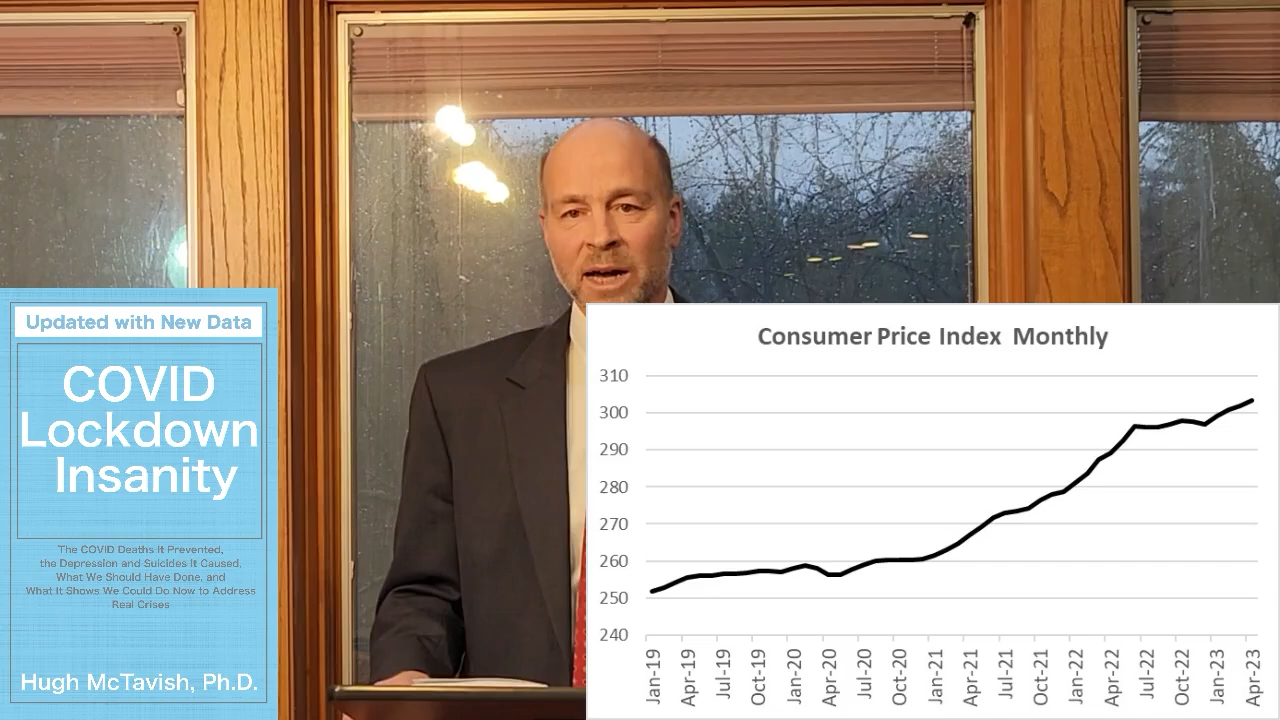 Updated with New Data
COVID
Lockdown
Insanity
The COVID Deaths It Prevented,
the Depression and Suicides It Caused,
What We Should Have Done, and
What It Shows We Could Do Now to Address
Real Crises
Hugh McTavish, Ph.D.
Consumer Price Index Monthly
310
300
290
280
270
260
250
240
Jan-19
Apr-19
Jul-19
Oct-19
Jan-20
Apr-20
Jul-20
Oct-20
Jan-21
Apr-21
Jul-21
Oct-21
Jan-22
Apr-22
Jul-22
Oct-22
Jan-23
Apr-23